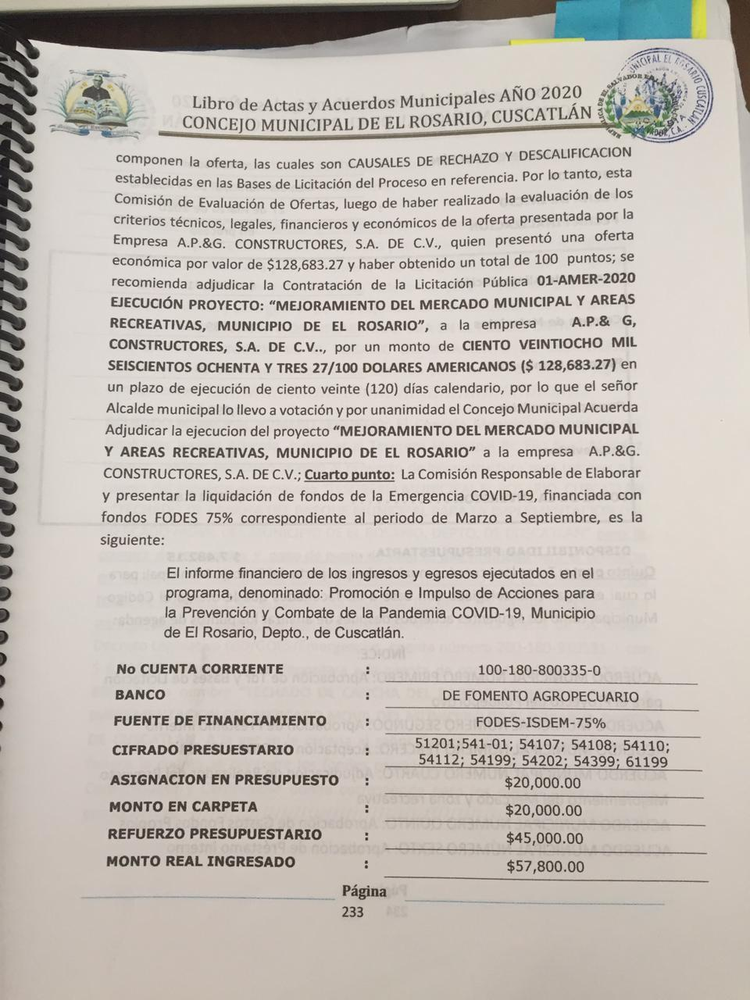 Libro de Actas y Acuerdos Municipales AÑO 2020
CONCEJO MUNICIPAL DE EL ROSARIO, CUSCATLÁN
componen la oferta, las cuales son CAUSALES DE RECHAZO Y DESCALIFICACION
establecidas en las Bases de Licitación del Proceso en referencia. Por lo tanto, esta
Comisión de Evaluación de Ofertas, luego de haber realizado la evaluación de los
criterios técnicos, legales, financieros y económicos de la oferta presentada por la
Empresa A.P.&G. CONSTRUCTORES, S.A. DE C.V., quien presentó una oferta
económica por valor de $128,683.27 y haber obtenido un total de 100 puntos; se
recomienda adjudicar la Contratación de la Licitación Pública 01-AMER-2020
EJECUCIÓN PROYECTO: “MEJORAMIENTO DEL MERCADO MUNICIPAL Y AREAS
RECREATIVAS, MUNICIPIO DE EL ROSARIO”, a la empresa A.P.& G,
CONSTRUCTORES, S.A. DE C.V.., por un monto de CIENTO VEINTIOCHO MIL
SEISCIENTOS OCHENTA Y TRES 27/100 DOLARES AMERICANOS ($ 128,683.27) en
un plazo de ejecución de ciento veinte (120) días calendario, por lo que el señor
Alcalde municipal lo llevo a votación y por unanimidad el Concejo Municipal Acuerda
Adjudicar la ejecucion del proyecto “MEJORAMIENTO DEL MERCADO MUNICIPAL
Y AREAS RECREATIVAS, MUNICIPIO DE EL ROSARIO” a la empresa A.P.&G.
CONSTRUCTORES, S.A. DE C.V.; Cuarto punto: La Comisión Responsable de Elaborar
y presentar la liquidación de fondos de la Emergencia COVID-19, financiada con
fondos FODES 75% correspondiente al periodo de Marzo a Septiembre, es la
siguiente:
El informe financiero de los ingresos y egresos ejecutados en el
programa, denominado: Promoción e Impulso de Acciones para
la Prevención y Combate de la Pandemia COVID-19, Municipio
de El Rosario, Depto., de Cuscatlán.
No CUENTA CORRIENTE : 100-180-800335-0
BANCO : DE FOMENTO AGROPECUARIO
FUENTE DE FINANCIAMIENTO : FODES-ISDEM-75%
CIFRADO PRESUESTARIO : 51201;541-01; 54107; 54108; 54110;
54112; 54199; 54202; 54399; 61199
ASIGNACION EN PRESUPUESTO : $20,000.00
MONTO EN CARPETA : $20,000.00
REFUERZO PRESUPUESTARIO : $45,000.00
MONTO REAL INGRESADO : $57,800.00
Página
233